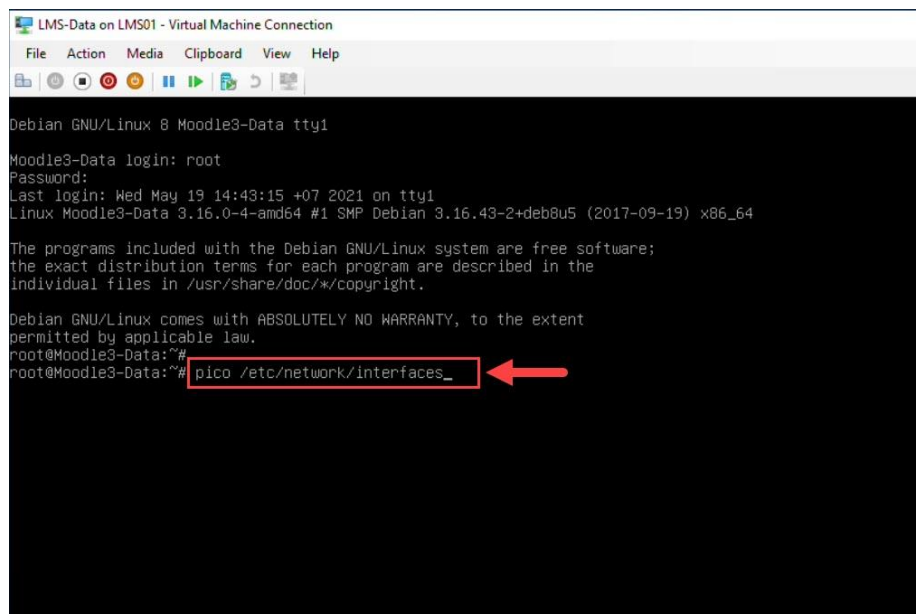 LMS-Data on LMS01 - Virtual Machine Connection
File Action Media Clipboard View Help
Debian GNU/Linux 8 Moodle3-Data tty1
Moodle3-Data login: root
Password:
Last login: Wed May 19 14:43:15 +07 2021 on tty1
Linux Moodle3-Data 3.16.0-4-amd64 #1 SMP Debian 3.16.43-2+deb8u5 (2017-09-19) x86_64
The programs included with the Debian GNU/Linux system are free software;
the exact distribution terms for each program are described in the
individual files in /usr/share/doc/*/copyright.
Debian GNU/Linux comes with ABSOLUTELY NO WARRANTY, to the extent
permitted by applicable law.
root@Moodle3-Data:~#
root@Moodle3-Data:~# pico /etc/network/interfaces_